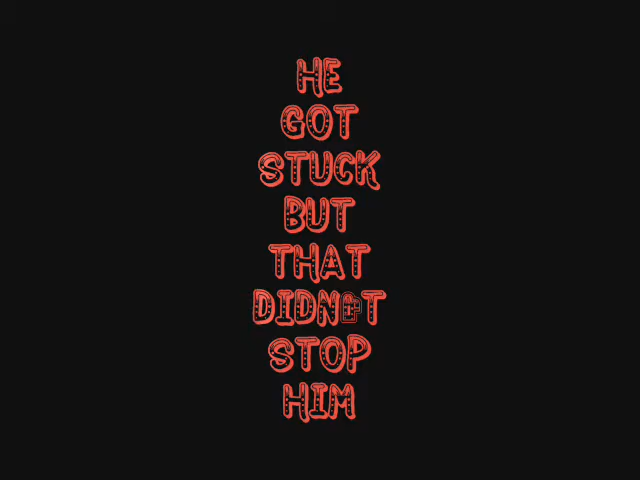 HE
GOT
STUCK
BUT
THAT
DIDN'T
STOP
HIM